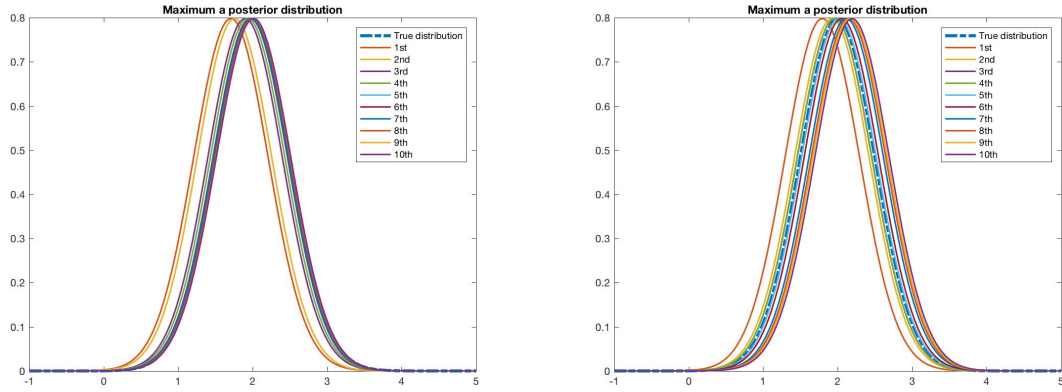 Maximum a posterior distribution
0.8
0.7
0.6
0.5
0.4
0.3
0.2
0.1
0
-1 0 1 2 3 4 5
True distribution
1st
2nd
3rd
4th
5th
6th
7th
8th
9th
10th
Maximum a posterior distribution
0.8
0.7
0.6
0.5
0.4
0.3
0.2
0.1
0
-1 0 1 2 3 4 5
True distribution
1st
2nd
3rd
4th
5th
6th
7th
8th
9th
10th